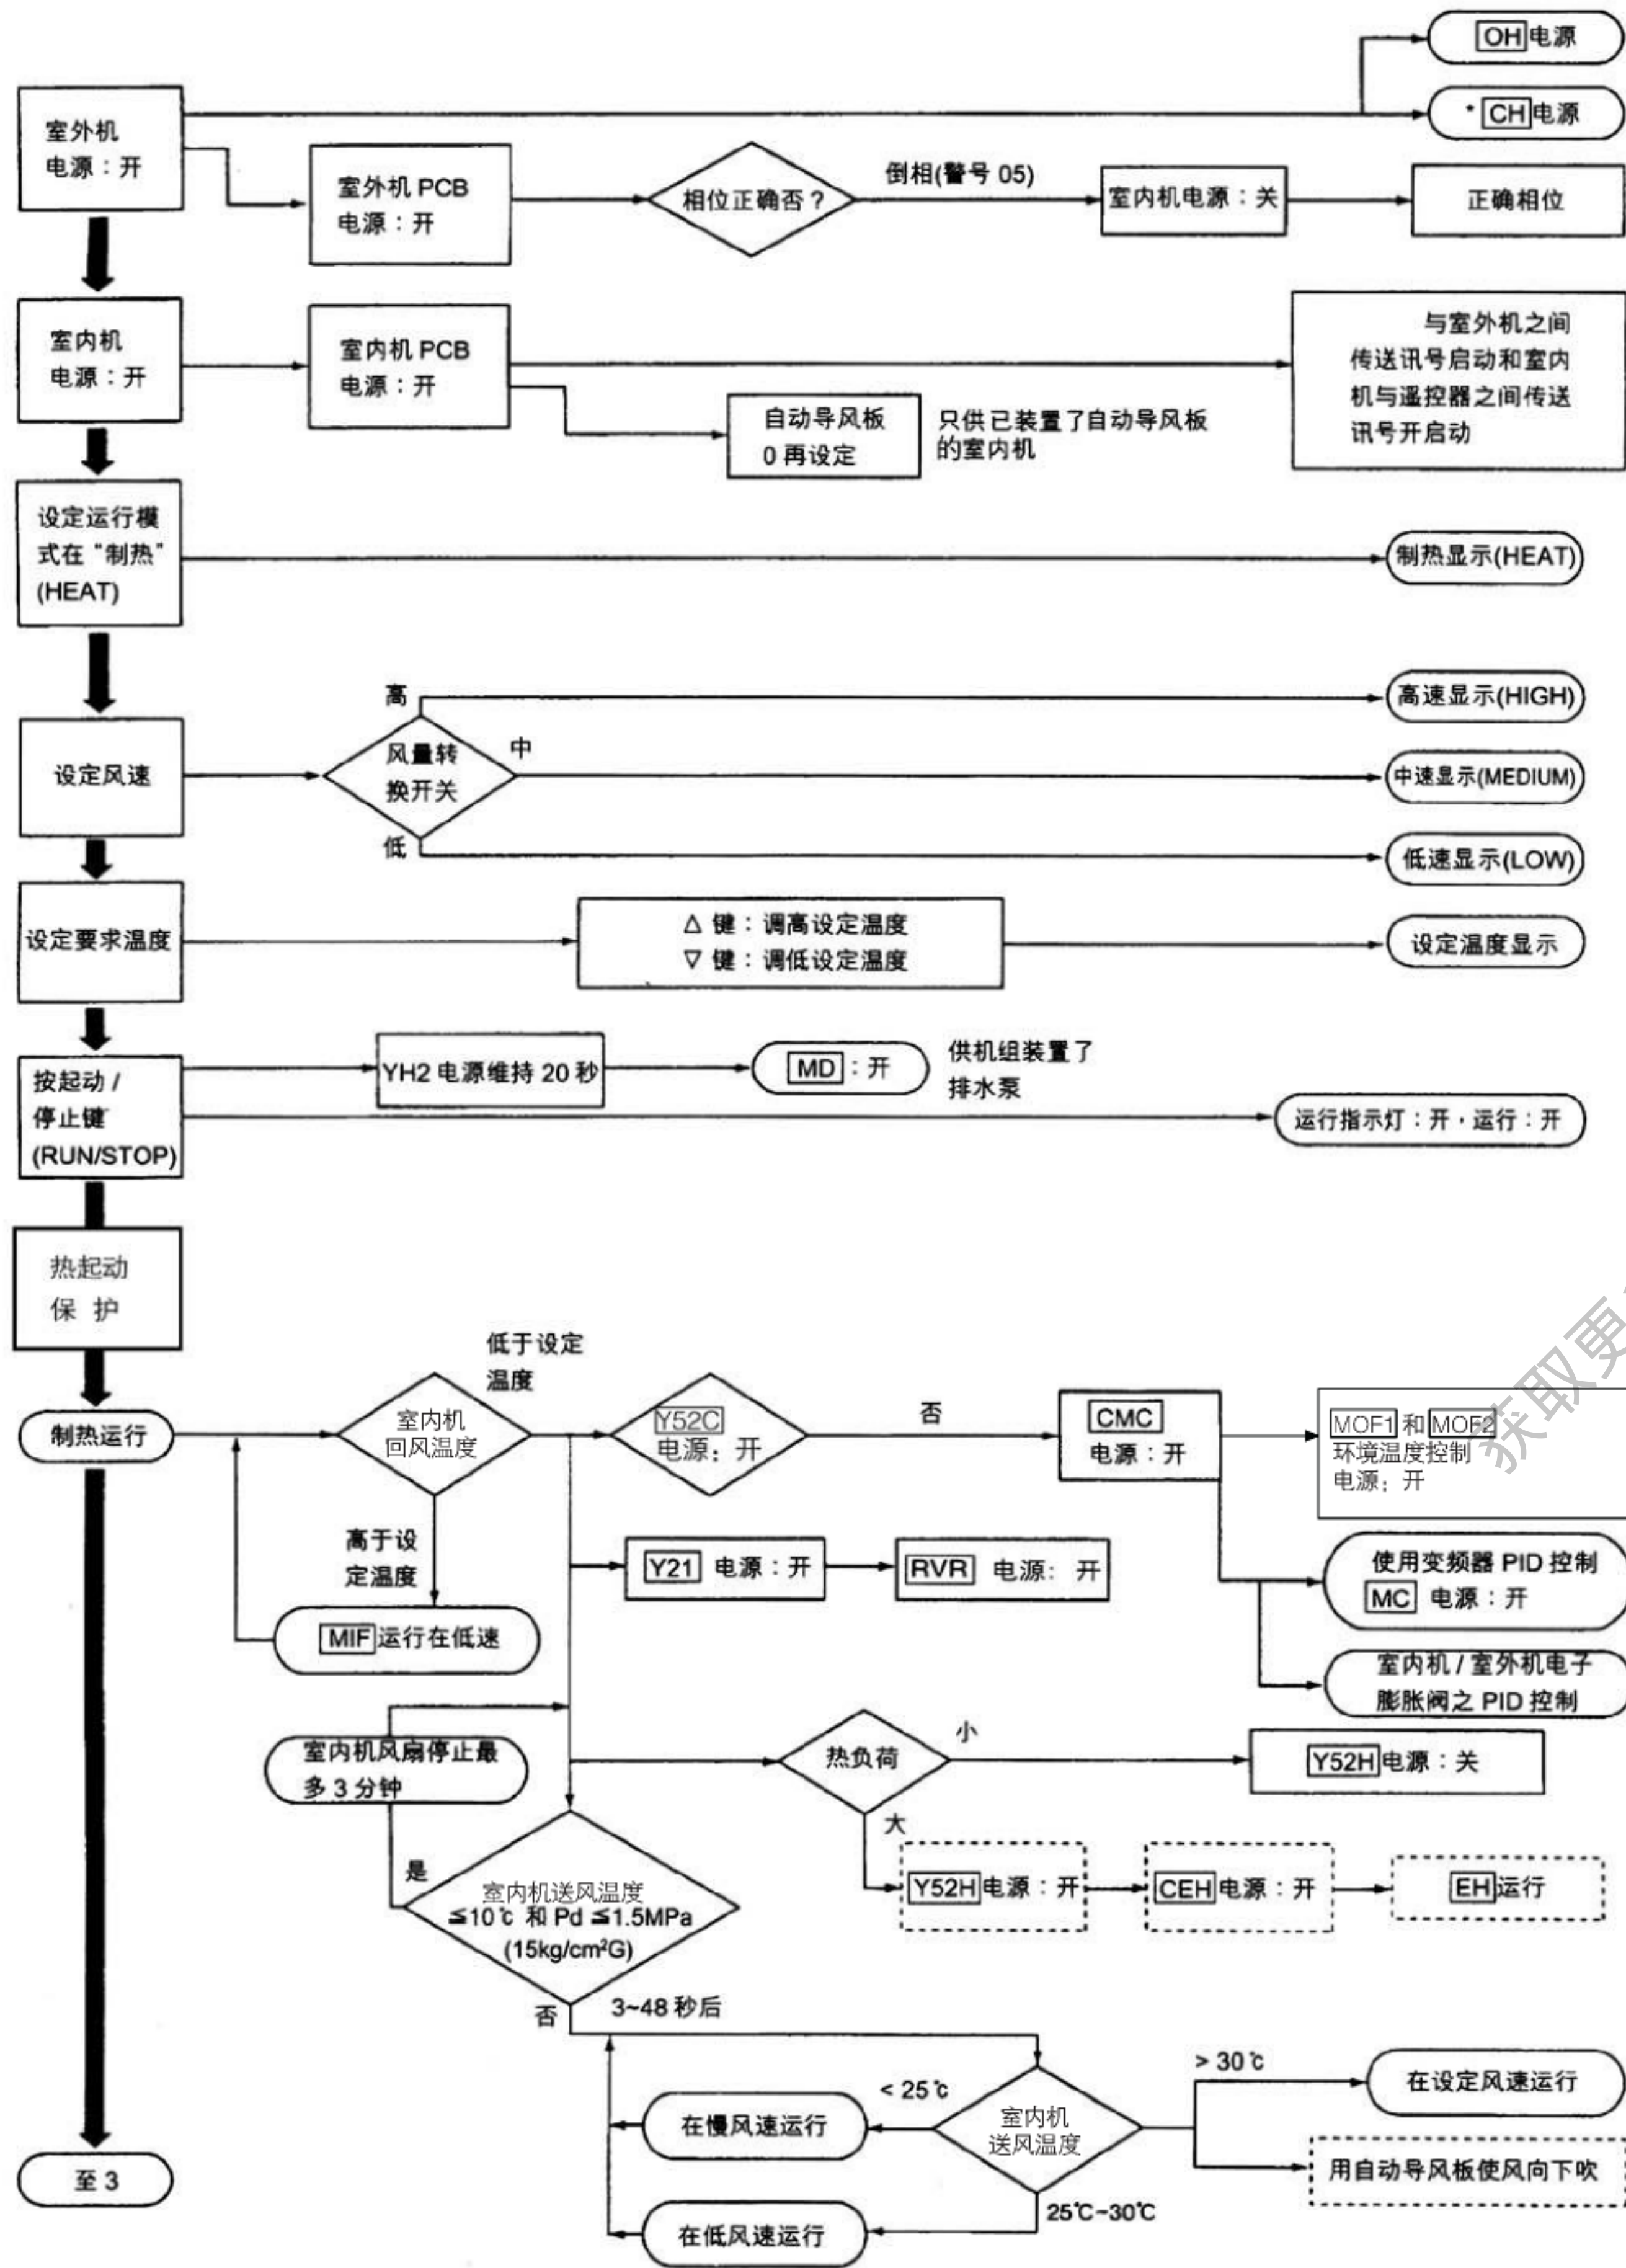 OH电源
室外机
电源：开
*CH电源
室外机 PCB
电源：开
相位正确否？
倒相(警号 05)
室内机电源：关
正确相位
室内机
电源：开
室内机 PCB
电源：开
与室外机之间
传送讯号启动和室内
机与遥控器之间传送
讯号开启动
自动导风板
0 再设定
只供已装置了自动导风板
的室内机
设定运行模
式在“制热”
(HEAT)
制热显示(HEAT)
高
高速显示(HIGH)
设定风速
风量转
换开关
中
中速显示(MEDIUM)
低
低速显示(LOW)
设定要求温度
△ 键：调高设定温度
▽ 键：调低设定温度
设定温度显示
按起动 /
停止键
(RUN/STOP)
YH2 电源维持 20 秒
MD：开
供机组装置了
排水泵
运行指示灯：开，运行：开
热起动
保 护
制热运行
室内机
回风温度
低于设定
温度
Y52C
电源：开
否
CMC
电源：开
MOF1 和 MOF2
环境温度控制
电源：开
高于设
定温度
Y21 电源：开
RVR 电源：开
使用变频器 PID 控制
MC 电源：开
MIF运行在低速
室内机 / 室外机电子
膨胀阀之 PID 控制
室内机风扇停止最
多 3 分钟
热负荷
小
Y52H电源：关
大
Y52H电源：开
CEH电源：开
EH运行
是
室内机送风温度
≦10℃ 和 Pd ≦1.5MPa
(15kg/cm²G)
否
3~48 秒后
< 25℃
室内机
送风温度
> 30℃
在设定风速运行
在慢风速运行
用自动导风板使风向下吹
25℃~30℃
在低风速运行
至 3
获取更